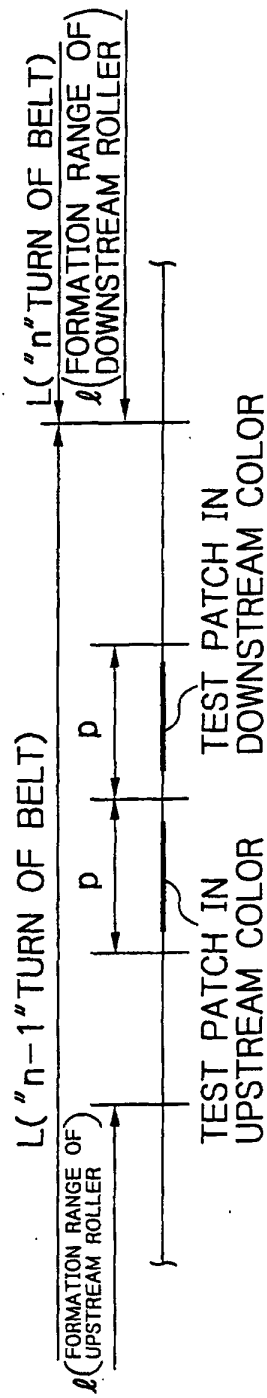 L("n-1"TURN OF BELT)
L("n"TURN OF BELT)
ℓ(FORMATION RANGE OF
UPSTREAM ROLLER)
p
p
ℓ(FORMATION RANGE OF
DOWNSTREAM ROLLER)
TEST PATCH IN
UPSTREAM COLOR
TEST PATCH IN
DOWNSTREAM COLOR